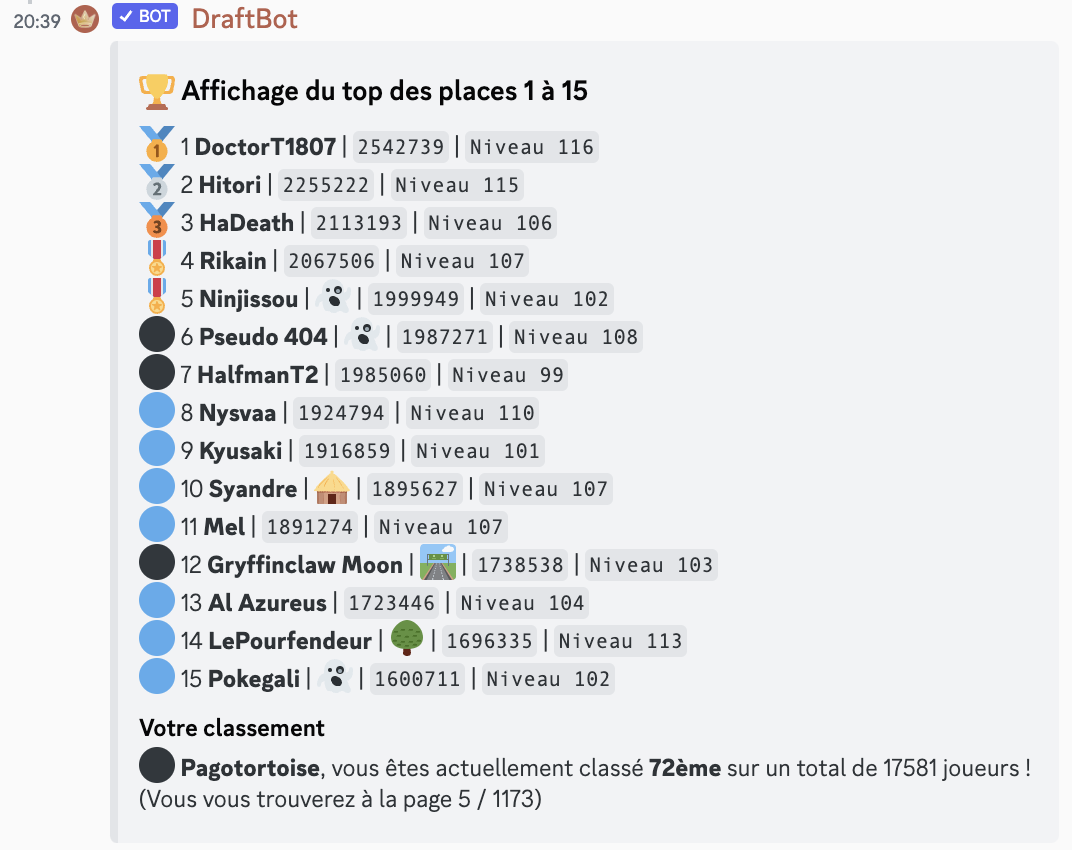 20:39 BOT DraftBot
Affichage du top des places 1 à 15
1 DoctorT1807 | 2542739 | Niveau 116
2 Hitori | 2255222 | Niveau 115
3 HaDeath | 2113193 | Niveau 106
4 Rikain | 2067506 | Niveau 107
5 Ninjissou | | 1999949 | Niveau 102
6 Pseudo 404 | | 1987271 | Niveau 108
7 HalfmanT2 | 1985060 | Niveau 99
8 Nysvaa | 1924794 | Niveau 110
9 Kyusaki | 1916859 | Niveau 101
10 Syandre | | 1895627 | Niveau 107
11 Mel | 1891274 | Niveau 107
12 Gryffinclaw Moon | | 1738538 | Niveau 103
13 Al Azureus | 1723446 | Niveau 104
14 LePourfendeur | | 1696335 | Niveau 113
15 Pokegali | | 1600711 | Niveau 102
Votre classement
Pagotortoise, vous êtes actuellement classé 72ème sur un total de 17581 joueurs !
(Vous vous trouverez à la page 5 / 1173)